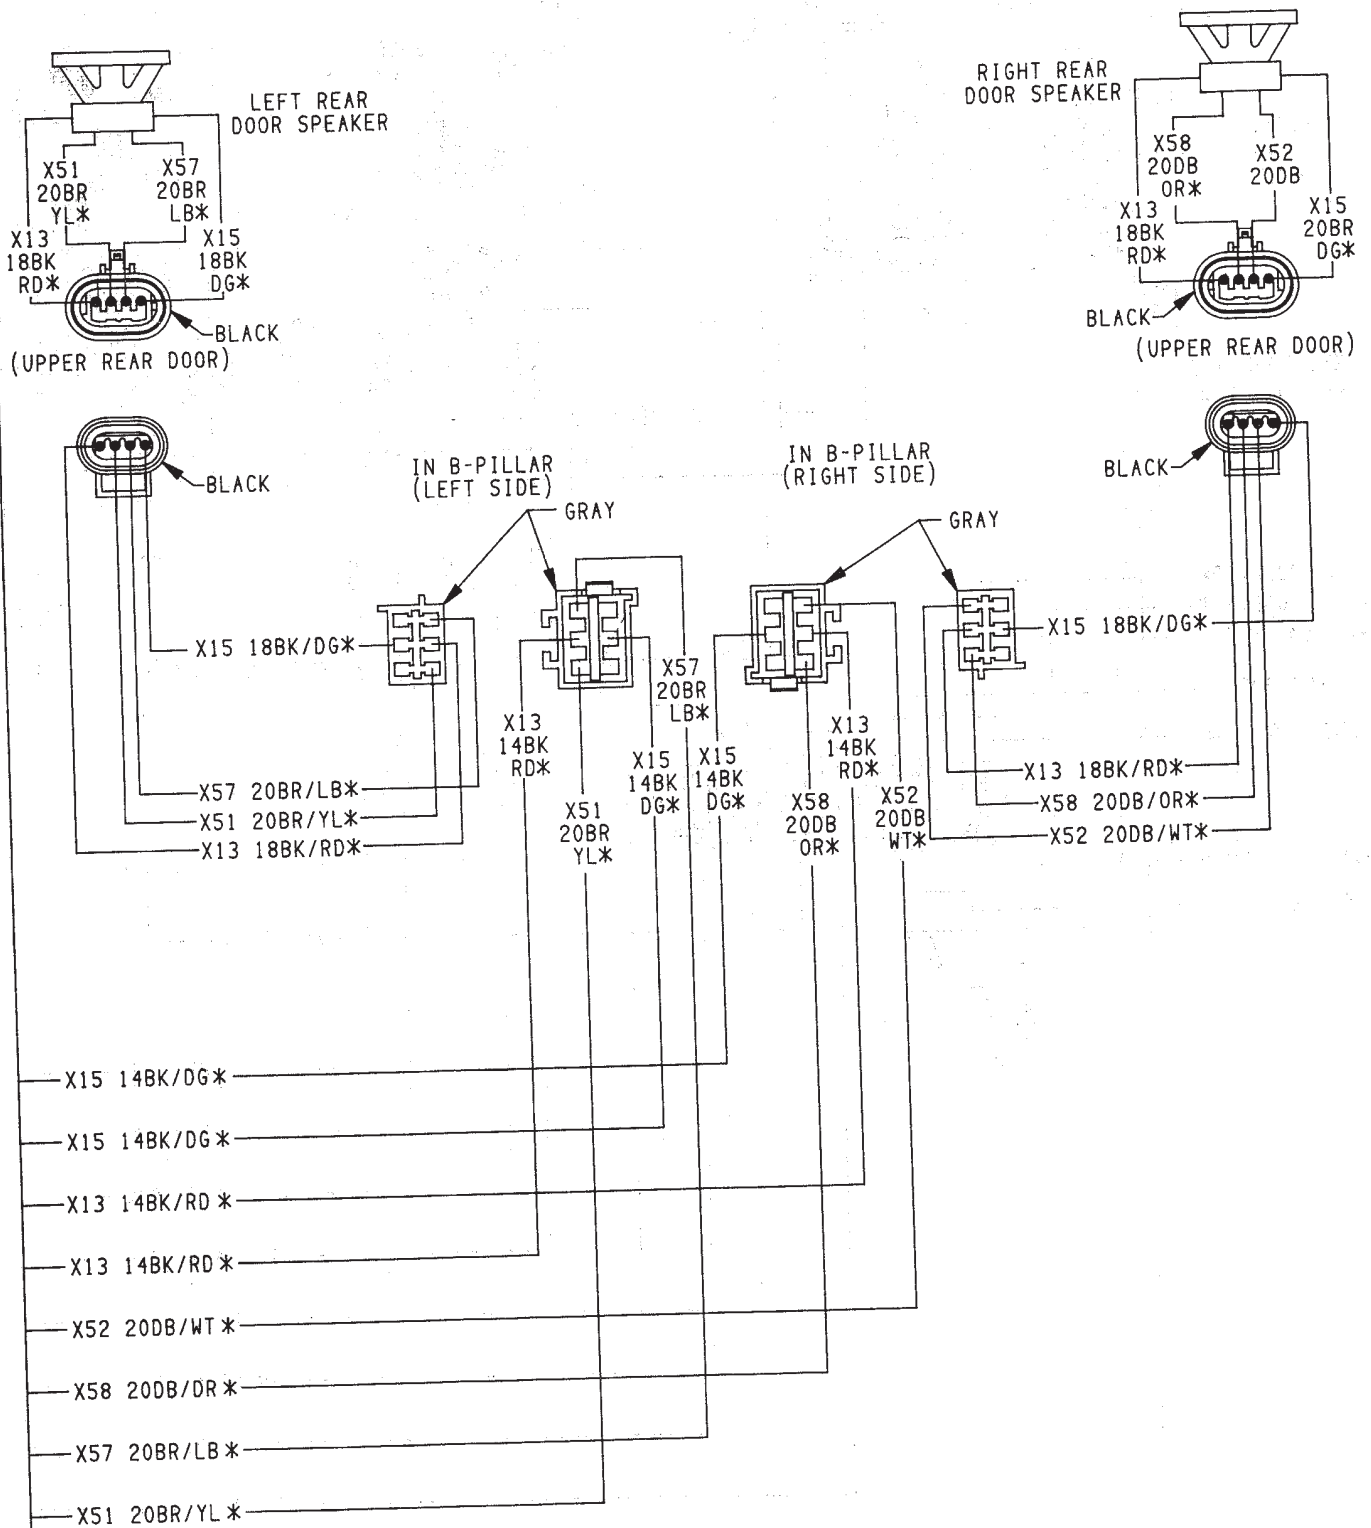 LEFT REAR
DOOR SPEAKER
RIGHT REAR
DOOR SPEAKER
X51
20BR
YL*
X57
20BR
LB*
X13
18BK
RD*
X15
18BK
DG*
BLACK
(UPPER REAR DOOR)
X58
20DB
OR*
X52
20DB
X13
18BK
RD*
X15
20BR
DG*
BLACK
(UPPER REAR DOOR)
BLACK
IN B-PILLAR
(LEFT SIDE)
GRAY
IN B-PILLAR
(RIGHT SIDE)
GRAY
BLACK
X15 18BK/DG*
X15 18BK/DG*
X57
20BR
LB*
X13
14BK
RD*
X15
14BK
DG*
X15
14BK
DG*
X13
14BK
RD*
X51
20BR
YL*
X58
20DB
OR*
X52
20DB
WT*
X57 20BR/LB*
X51 20BR/YL*
X13 18BK/RD*
X13 18BK/RD*
X58 20DB/OR*
X52 20DB/WT*
X15 14BK/DG*
X15 14BK/DG*
X13 14BK/RD*
X13 14BK/RD*
X52 20DB/WT*
X58 20DB/DR*
X57 20BR/LB*
X51 20BR/YL*